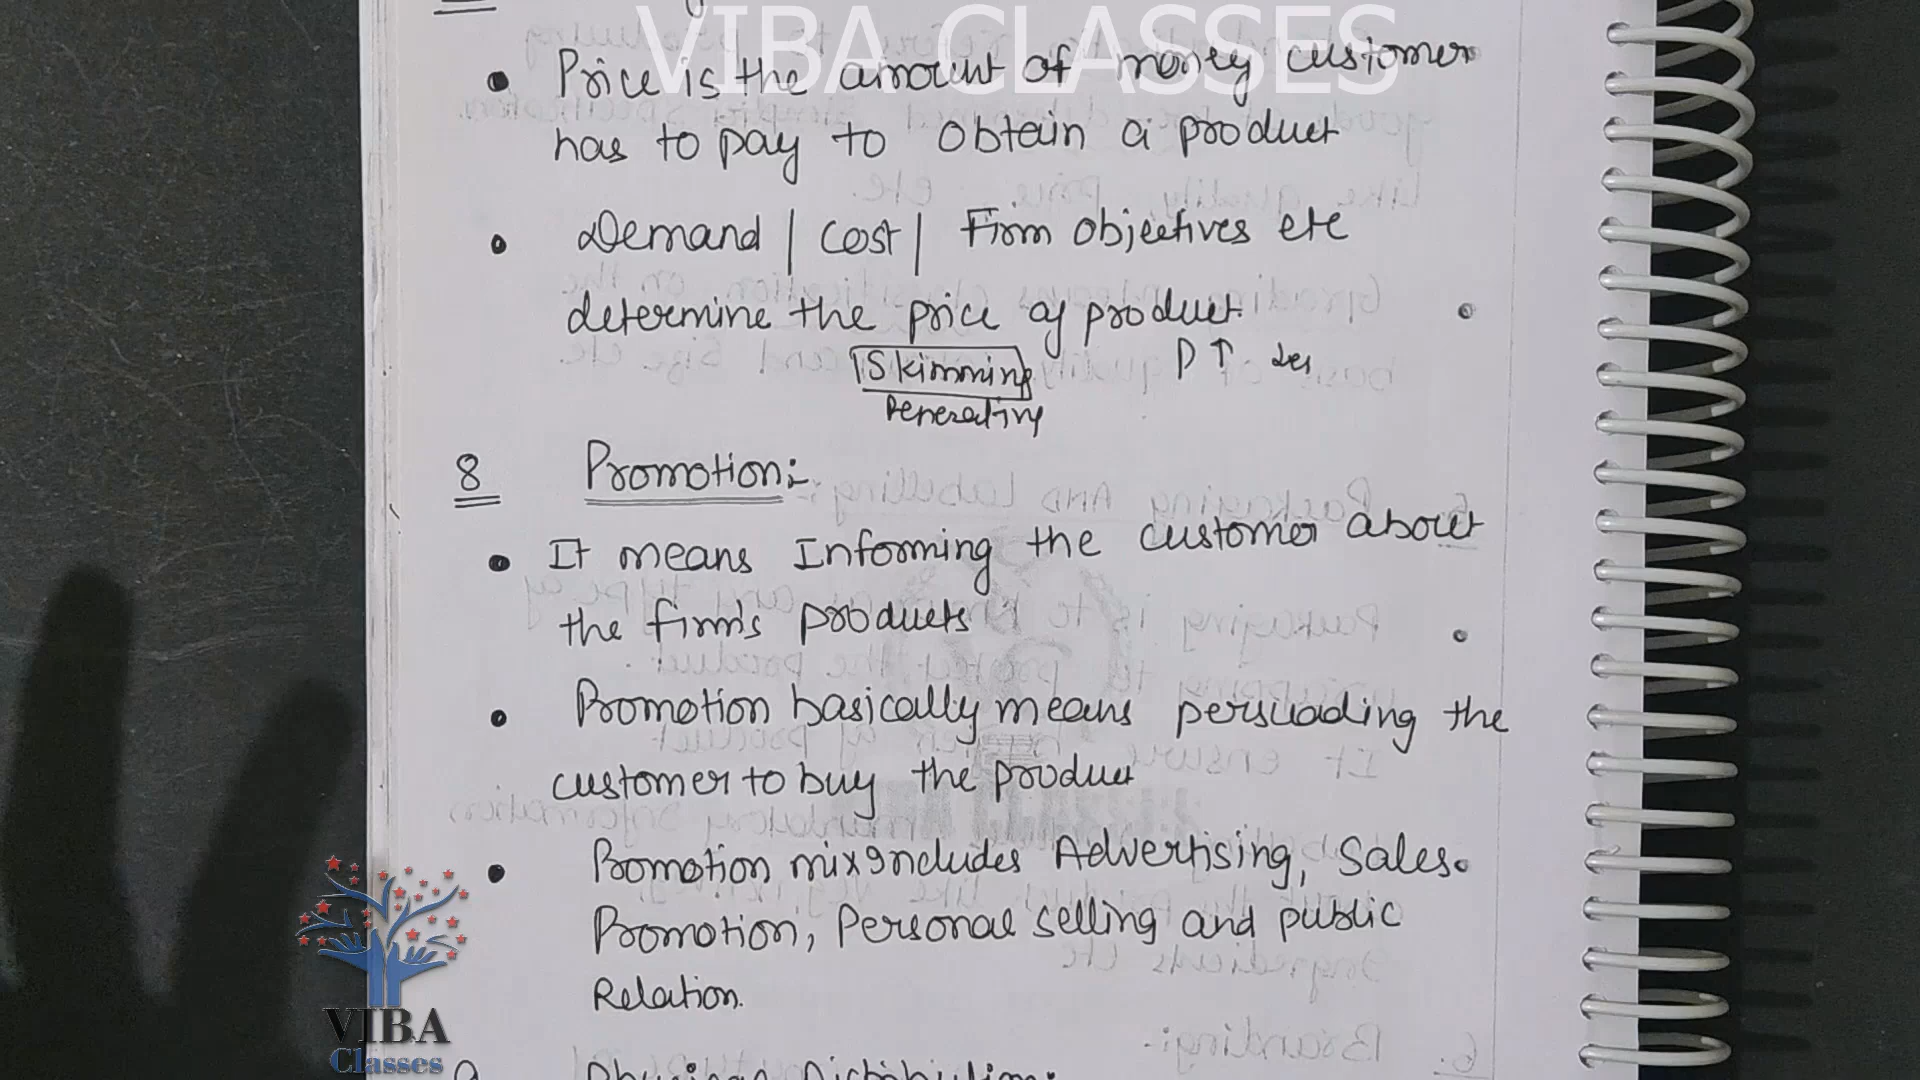 VIBA CLASSES
• Price is the amount of money customer
has to pay to obtain a product
• Demand | Cost | Firm objectives etc
determine the price of product.
Skimming P ↑
8 Promotion:-
• It means Informing the customer about
the firm's products
• Promotion basically means persuading the
customer to buy the product
• Promotion mix includes Advertising, Sales
Promotion, Personal selling and public
Relation.
VIBA
Classes